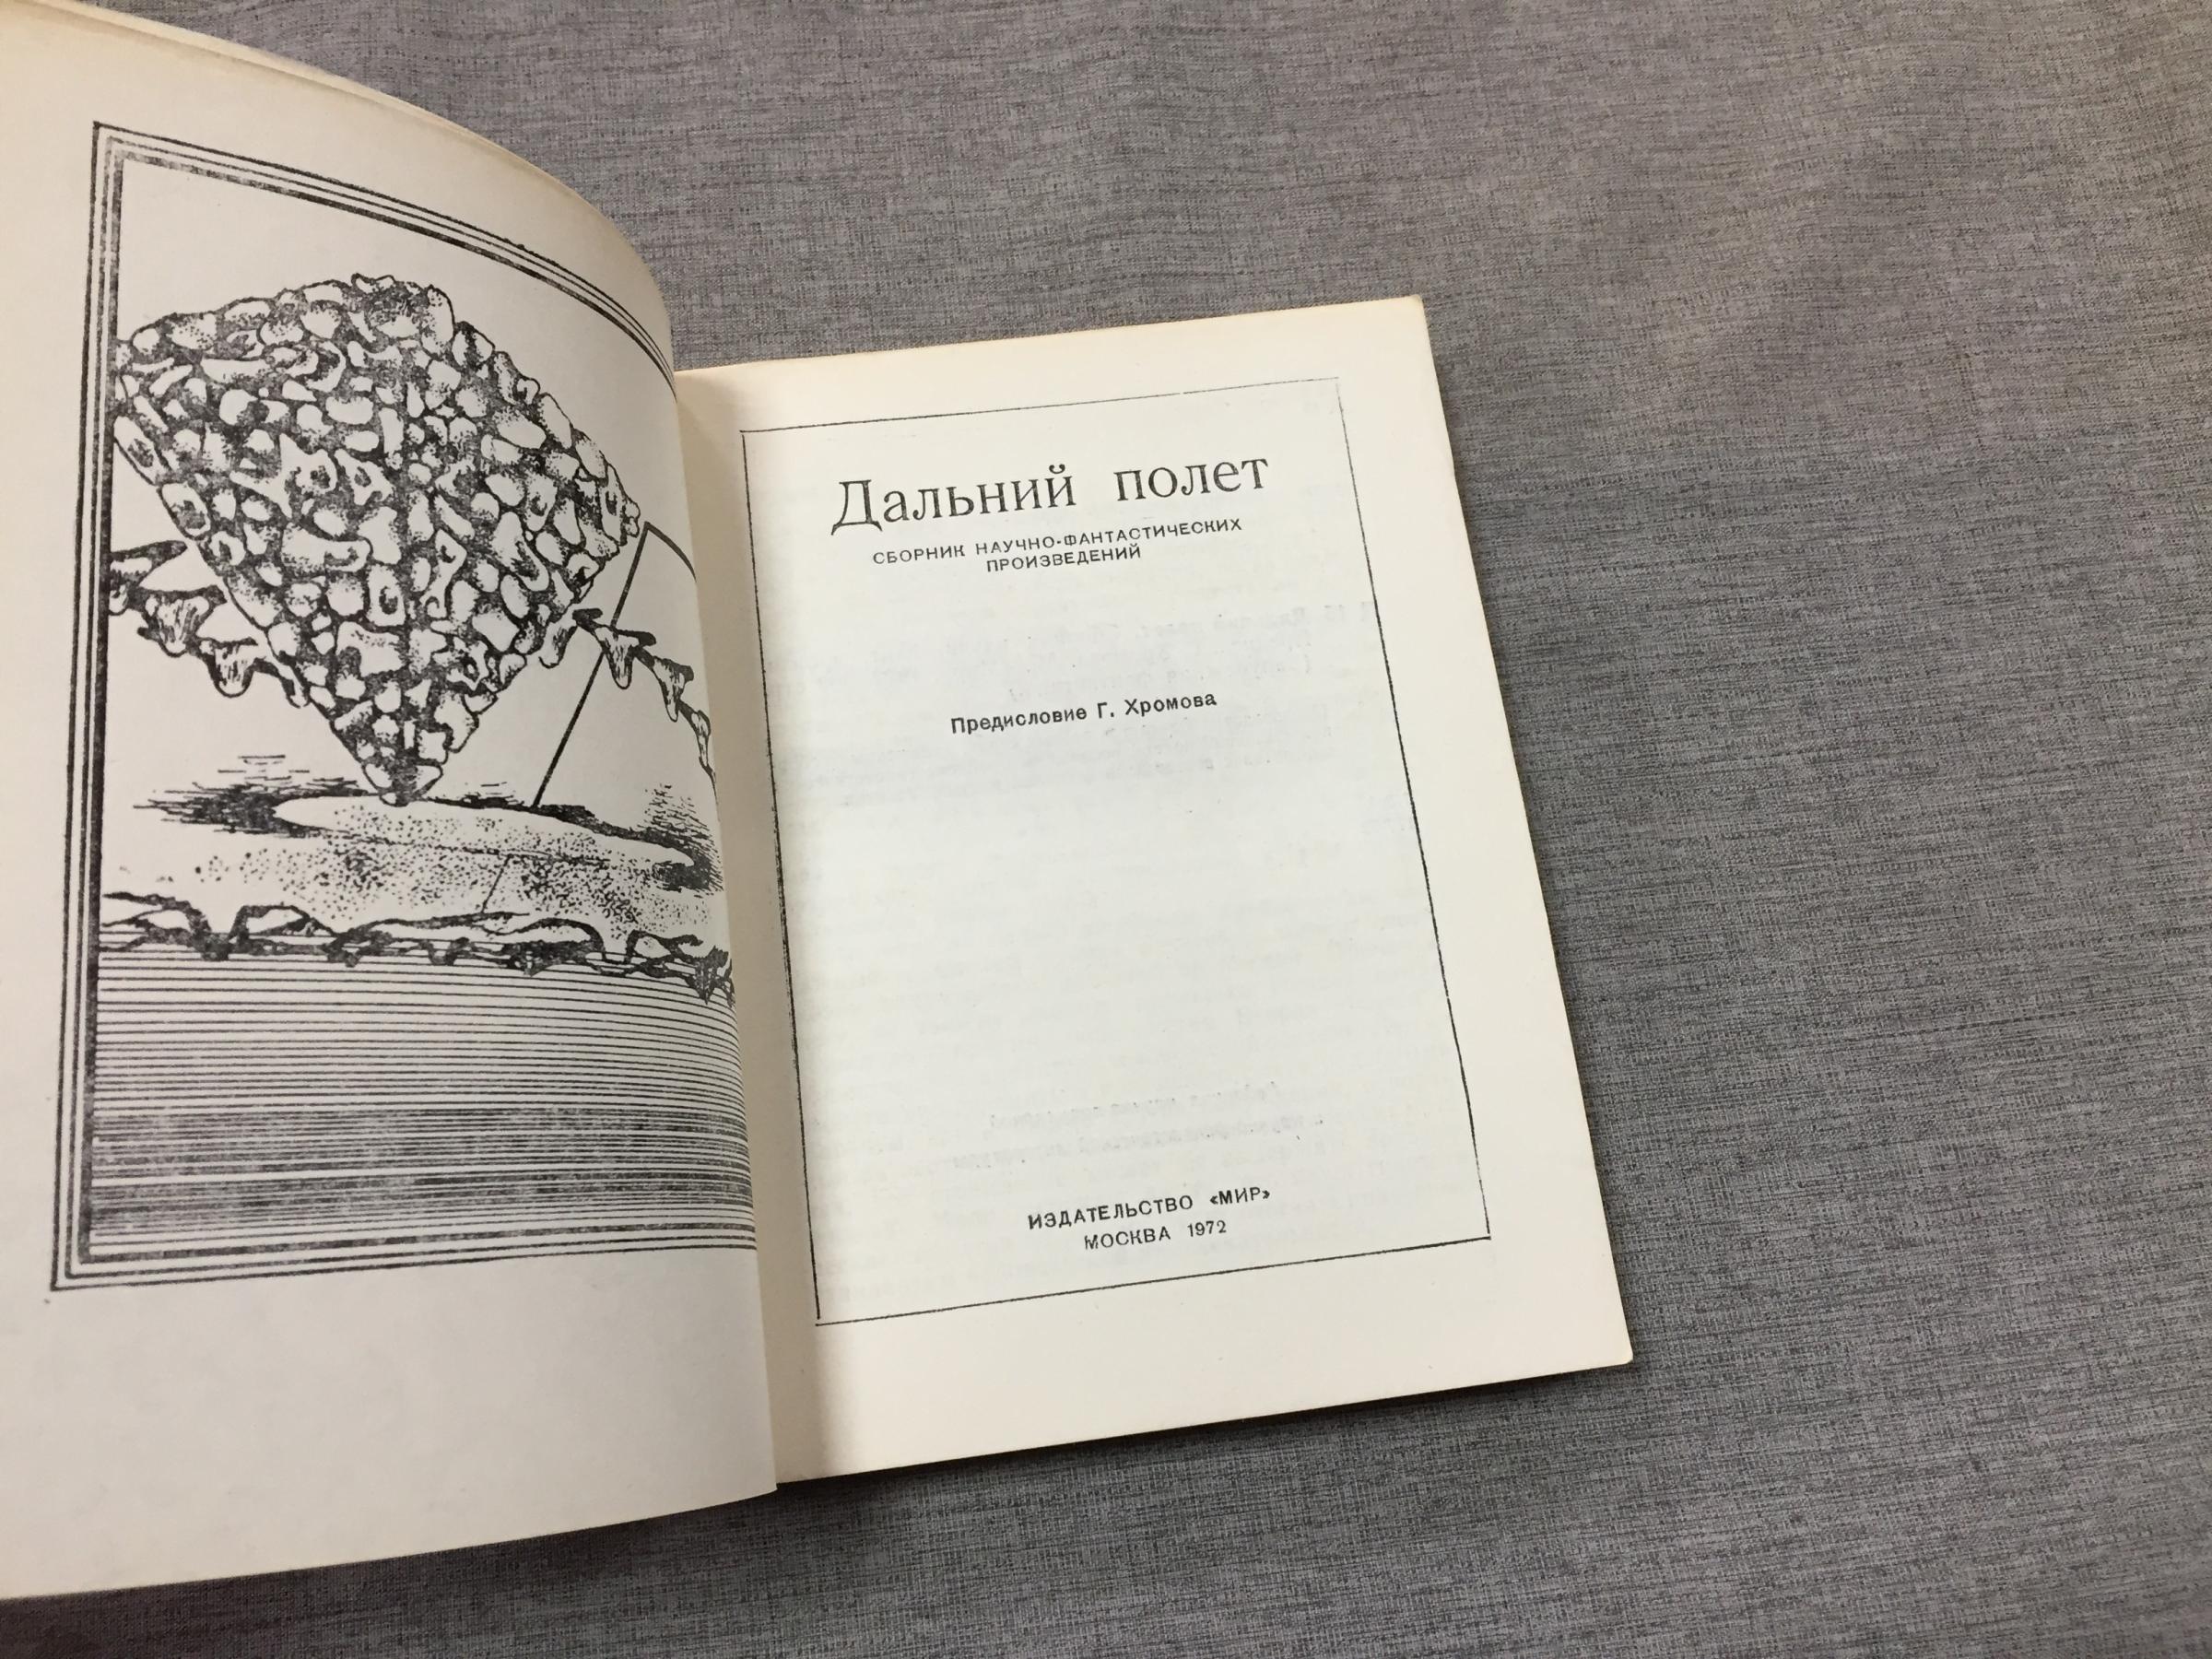 Дальний полет
СБОРНИК НАУЧНО-ФАНТАСТИЧЕСКИХ
ПРОИЗВЕДЕНИЙ
Предисловие Г. Хромова
ИЗДАТЕЛЬСТВО «МИР»
МОСКВА 1972